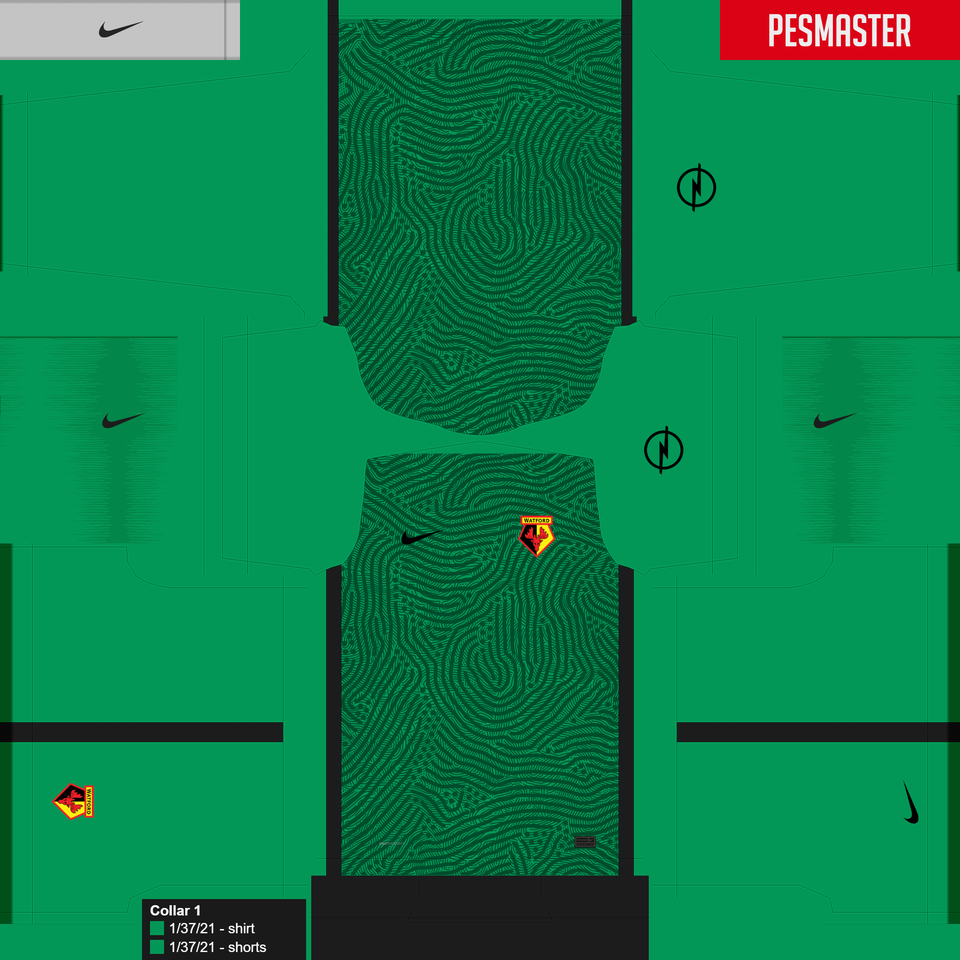 PESMASTER
WATFORD
WATFORD
Collar 1
1/37/21 - shirt
1/37/21 - shorts